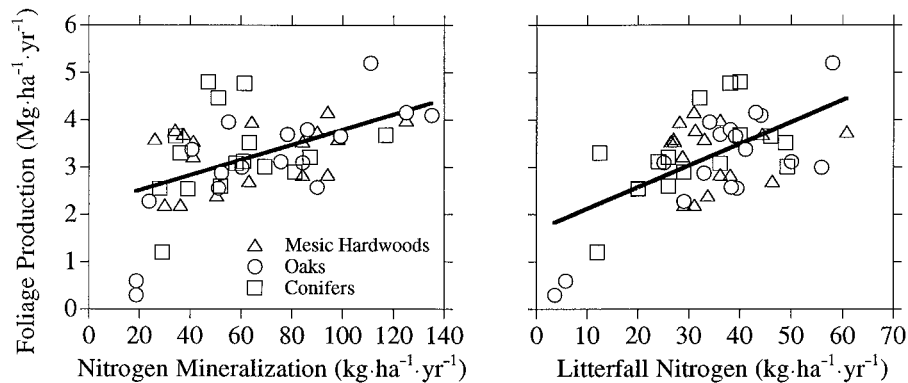 Foliage Production (Mg·ha⁻¹·yr⁻¹)
6
5
4
3
2
1
0
Mesic Hardwoods
Oaks
Conifers
0 20 40 60 80 100 120 140
Nitrogen Mineralization (kg·ha⁻¹·yr⁻¹)
0 10 20 30 40 50 60 70
Litterfall Nitrogen (kg·ha⁻¹·yr⁻¹)